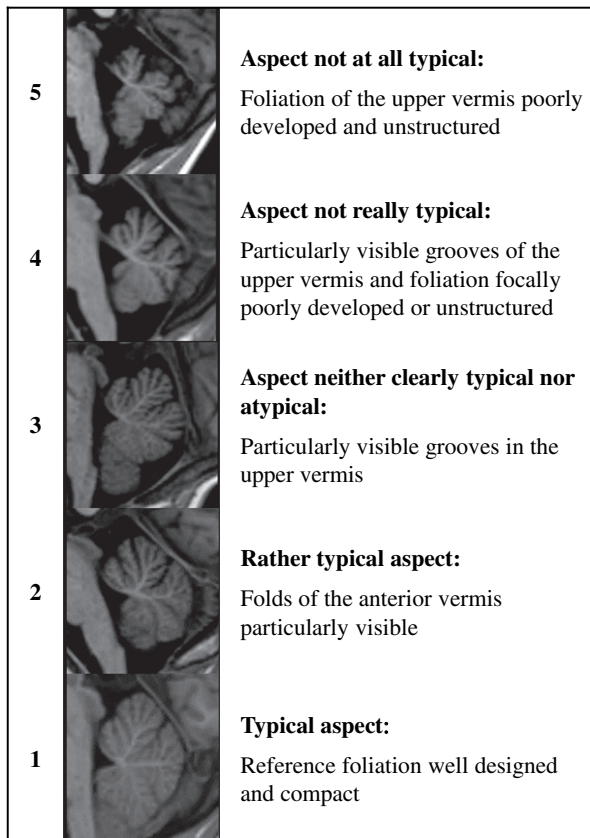 5
Aspect not at all typical:
Foliation of the upper vermis poorly
developed and unstructured
4
Aspect not really typical:
Particularly visible grooves of the
upper vermis and foliation focally
poorly developed or unstructured
3
Aspect neither clearly typical nor
atypical:
Particularly visible grooves in the
upper vermis
2
Rather typical aspect:
Folds of the anterior vermis
particularly visible
1
Typical aspect:
Reference foliation well designed
and compact